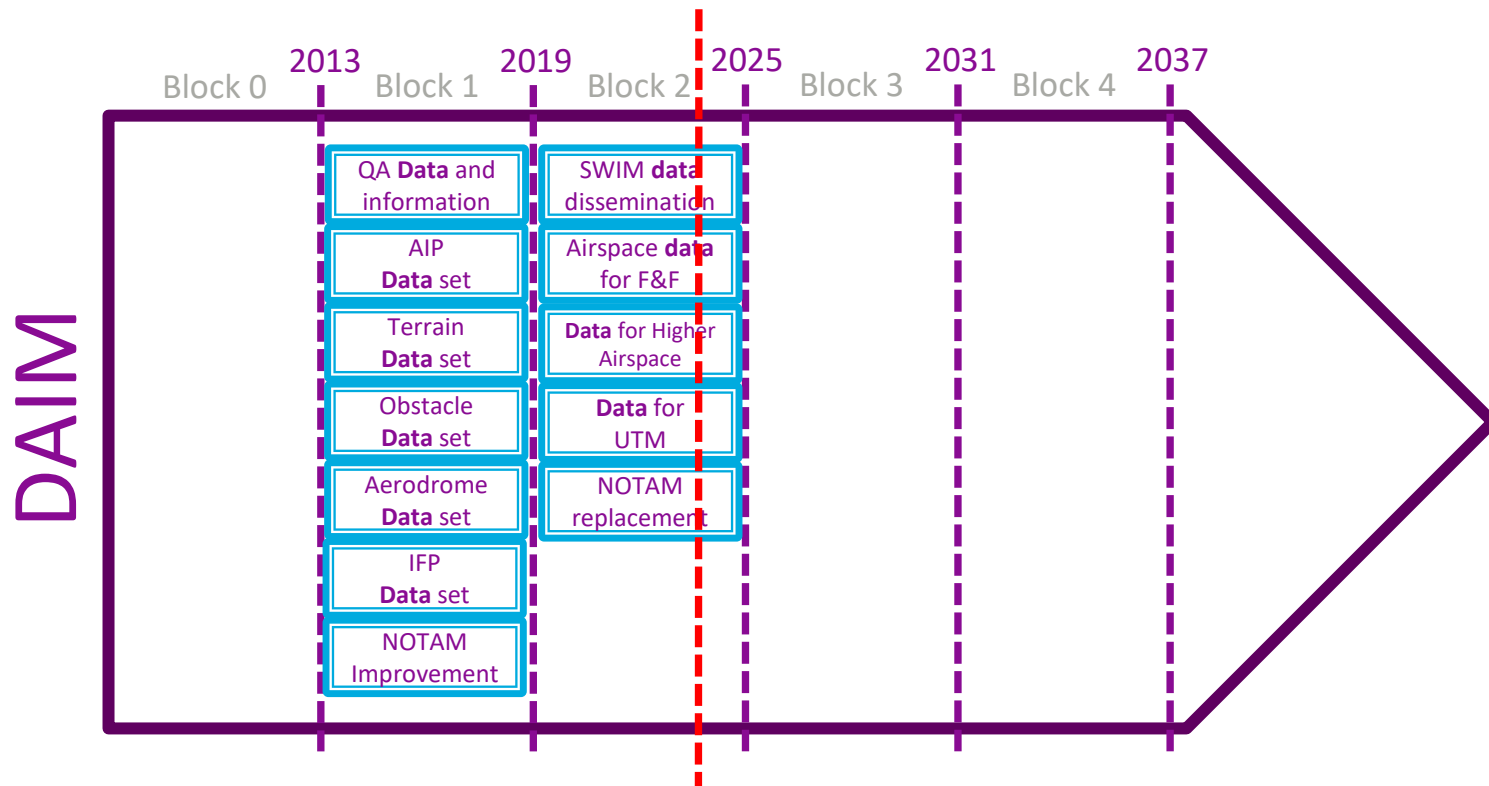 2013
2019
2025
2031
2037
Block 0
Block 1
Block 2
Block 3
Block 4
DAIM
QA Data and
information
AIP
Data set
Terrain
Data set
Obstacle
Data set
Aerodrome
Data set
IFP
Data set
NOTAM
Improvement
SWIM data
dissemination
Airspace data
for F&F
Data for Higher
Airspace
Data for
UTM
NOTAM
replacement